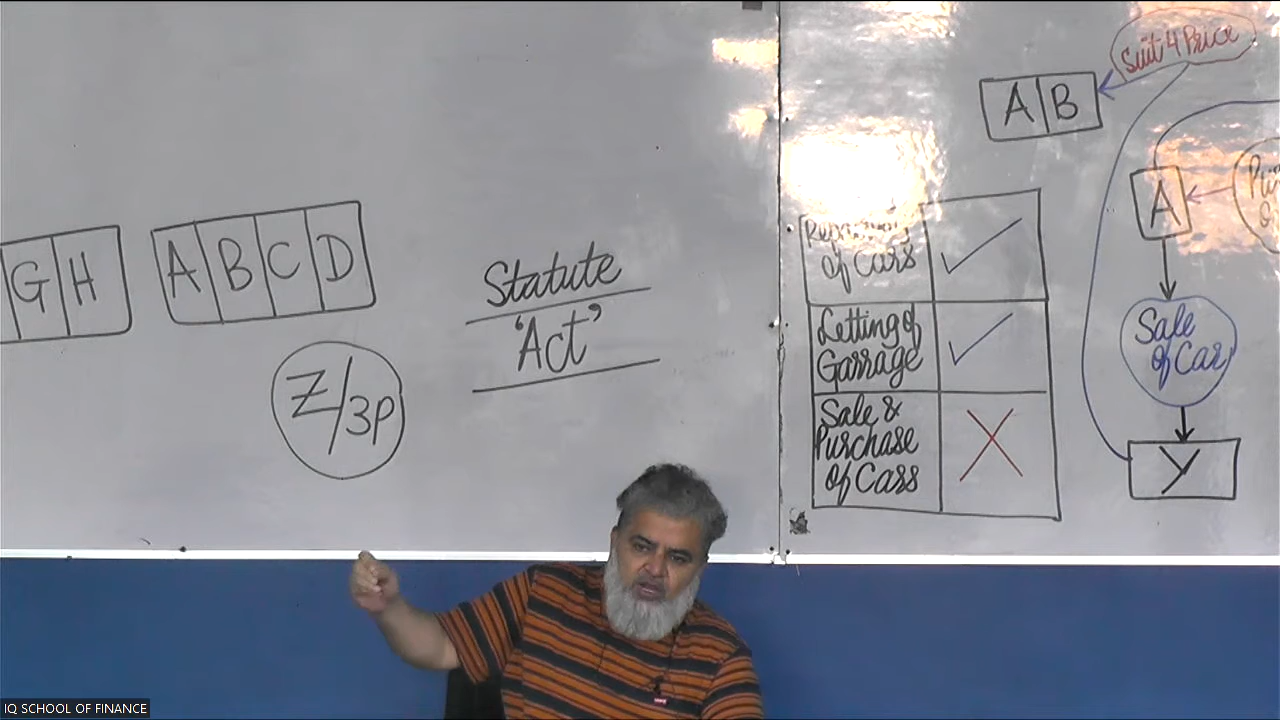 G H
A B C D
Z/3p
Statute
'Act'
of Cars
Letting of
Garrage
Sale &
Purchase
of Cars
A B
Suit 4 Price
A
Sale
of Car
Y
IQ SCHOOL OF FINANCE